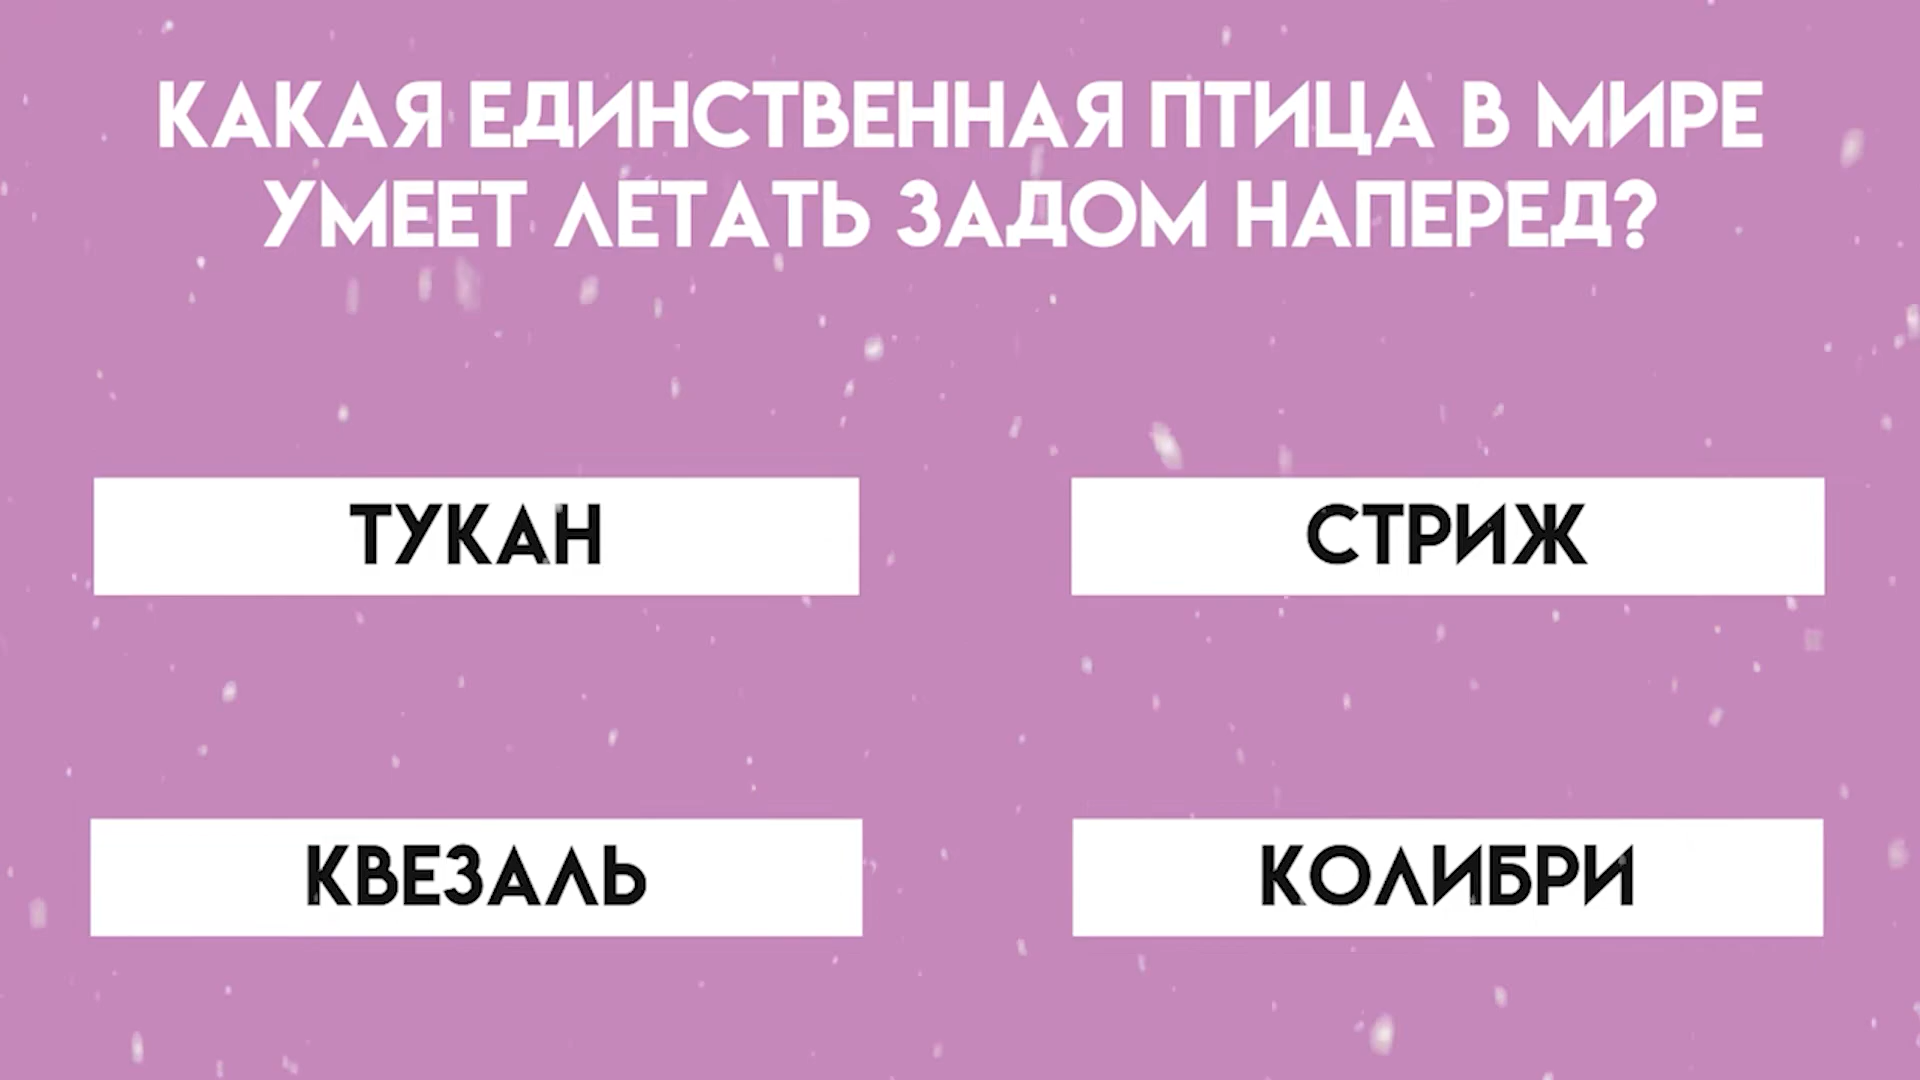 КАКАЯ ЕДИНСТВЕННАЯ ПТИЦА В МИРЕ
УМЕЕТ ЛЕТАТЬ ЗАДОМ НАПЕРЕД?
ТУКАН
СТРИЖ
КВЕЗАЛЬ
КОЛИБРИ